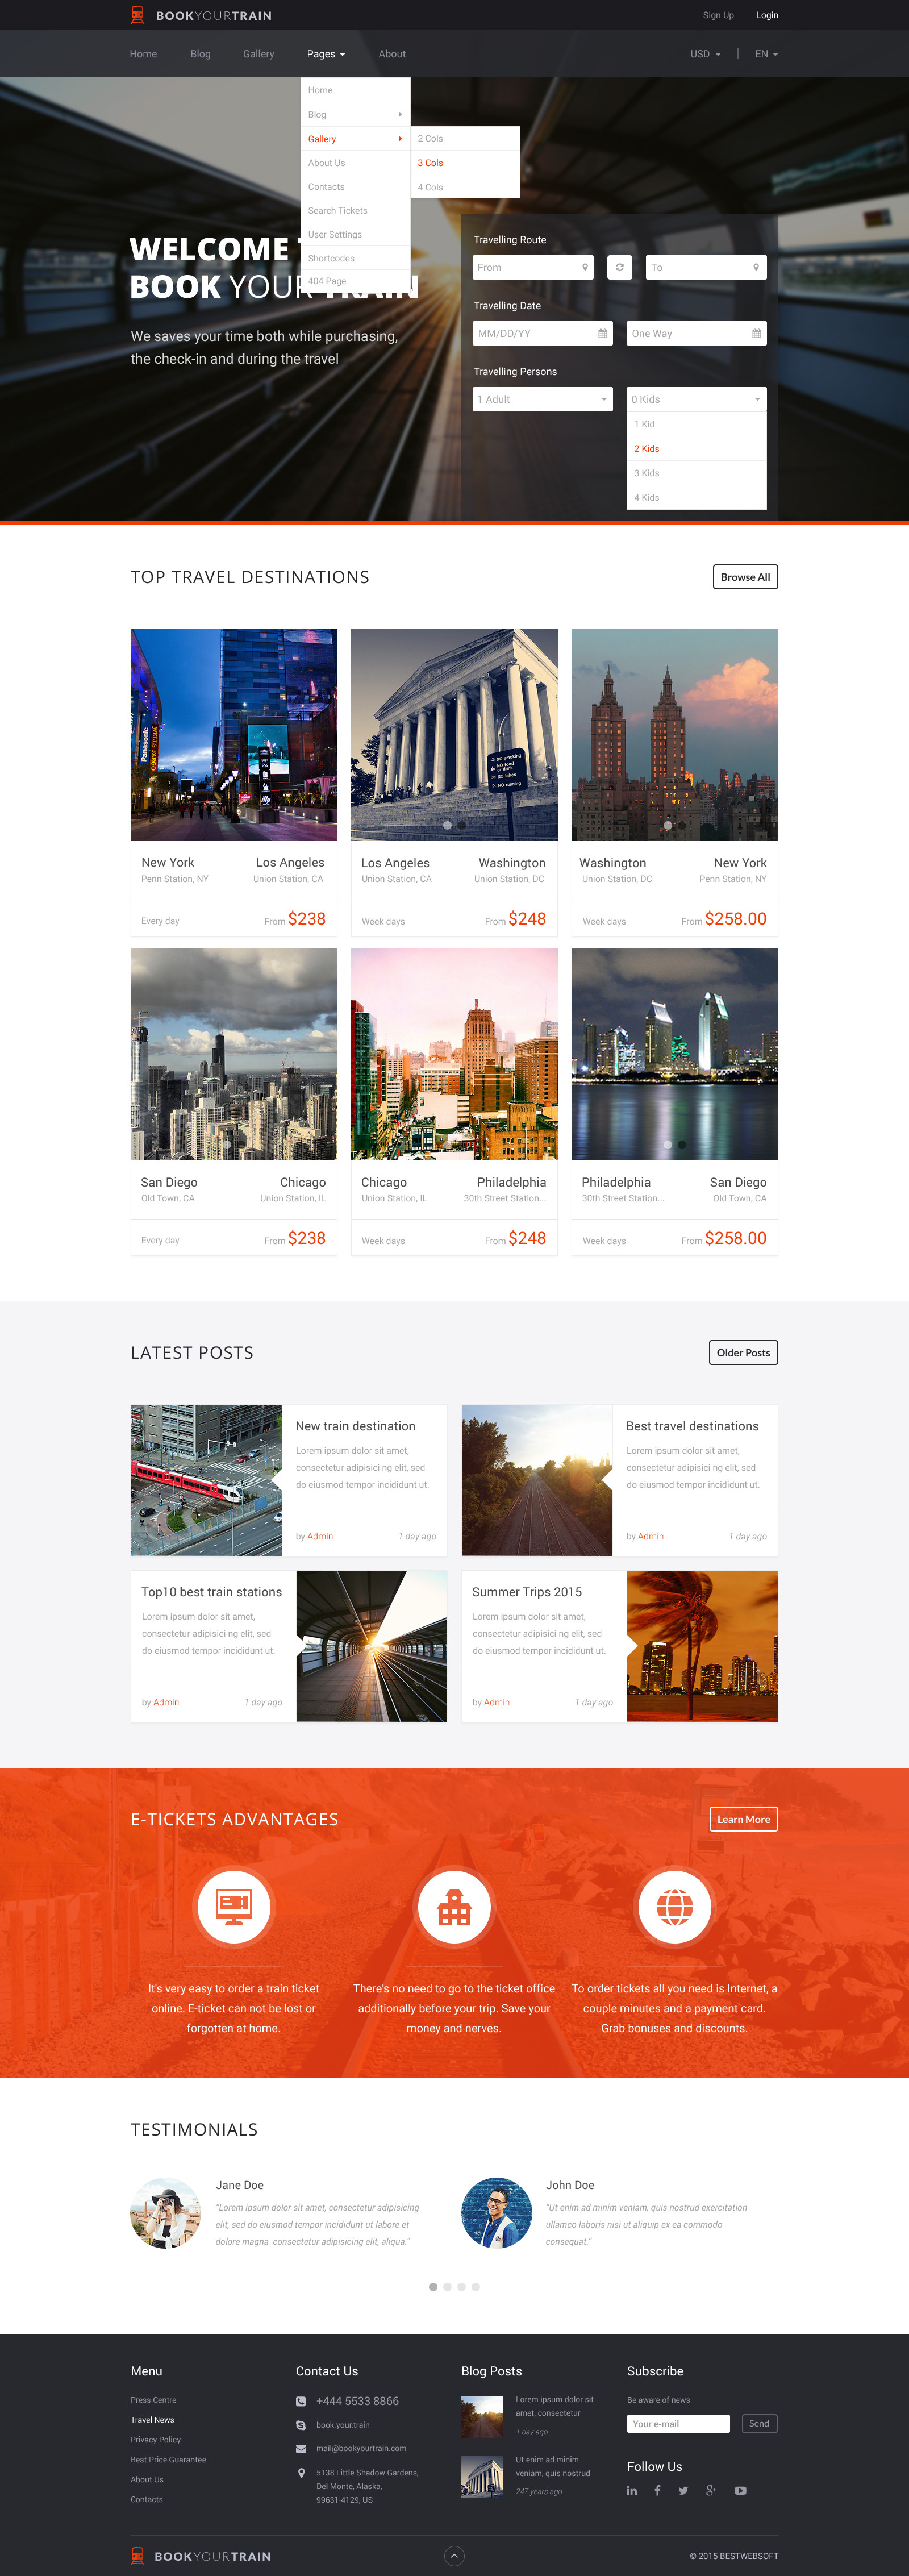 BOOKYOURTRAIN
Sign Up Login
Home Blog Gallery Pages About USD EN
Home
Blog
Gallery
About Us
Contacts
Search Tickets
User Settings
Shortcodes
404 Page
2 Cols
3 Cols
4 Cols
WELCOME
BOOK YOUR TRAIN
We saves your time both while purchasing,
the check-in and during the travel
Travelling Route
From To
Travelling Date
MM/DD/YY One Way
Travelling Persons
1 Adult 0 Kids
1 Kid
2 Kids
3 Kids
4 Kids
TOP TRAVEL DESTINATIONS
Browse All
Panasonic
WELLS FARGO
NO smoking
NO food
or drink
NO bikes
NO running
New York Los Angeles
Penn Station, NY Union Station, CA
Every day From $238
Los Angeles Washington
Union Station, CA Union Station, DC
Week days From $248
Washington New York
Union Station, DC Penn Station, NY
Week days From $258.00
San Diego Chicago
Old Town, CA Union Station, IL
Every day From $238
Chicago Philadelphia
Union Station, IL 30th Street Station...
Week days From $248
Philadelphia San Diego
30th Street Station... Old Town, CA
Week days From $258.00
LATEST POSTS
Older Posts
New train destination
Lorem ipsum dolor sit amet,
consectetur adipisici ng elit, sed
do eiusmod tempor incididunt ut.
by Admin 1 day ago
Best travel destinations
Lorem ipsum dolor sit amet,
consectetur adipisici ng elit, sed
do eiusmod tempor incididunt ut.
by Admin 1 day ago
Top10 best train stations
Lorem ipsum dolor sit amet,
consectetur adipisici ng elit, sed
do eiusmod tempor incididunt ut.
by Admin 1 day ago
Summer Trips 2015
Lorem ipsum dolor sit amet,
consectetur adipisici ng elit, sed
do eiusmod tempor incididunt ut.
by Admin 1 day ago
E-TICKETS ADVANTAGES
Learn More
It's very easy to order a train ticket
online. E-ticket can not be lost or
forgotten at home.
There's no need to go to the ticket office
additionally before your trip. Save your
money and nerves.
To order tickets all you need is Internet, a
couple minutes and a payment card.
Grab bonuses and discounts.
TESTIMONIALS
Jane Doe
“Lorem ipsum dolor sit amet, consectetur adipisicing
elit, sed do eiusmod tempor incididunt ut labore et
dolore magna consectetur adipisicing elit, aliqua.”
John Doe
“Ut enim ad minim veniam, quis nostrud exercitation
ullamco laboris nisi ut aliquip ex ea commodo
consequat.”
Menu
Press Centre
Travel News
Privacy Policy
Best Price Guarantee
About Us
Contacts
Contact Us
+444 5533 8866
book.your.train
mail@bookyourtrain.com
5138 Little Shadow Gardens,
Del Monte, Alaska,
99631-4129, US
Blog Posts
Lorem ipsum dolor sit
amet, consectetur
1 day ago
Ut enim ad minim
veniam, quis nostrud
247 years ago
Subscribe
Be aware of news
Your e-mail Send
Follow Us
BOOKYOURTRAIN
© 2015 BESTWEBSOFT